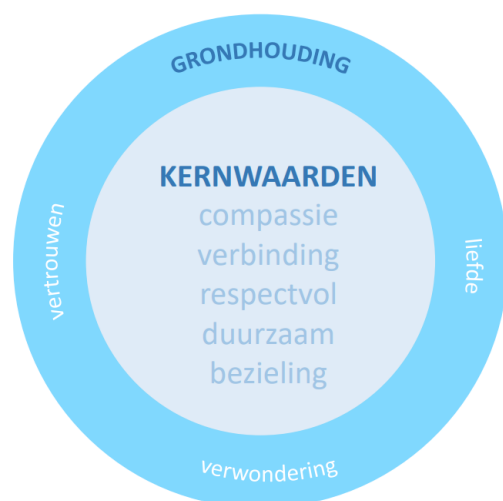 GRONDHOUDING
KERNWAARDEN
compassie
verbinding
respectvol
duurzaam
bezieling
vertrouwen
liefde
verwondering